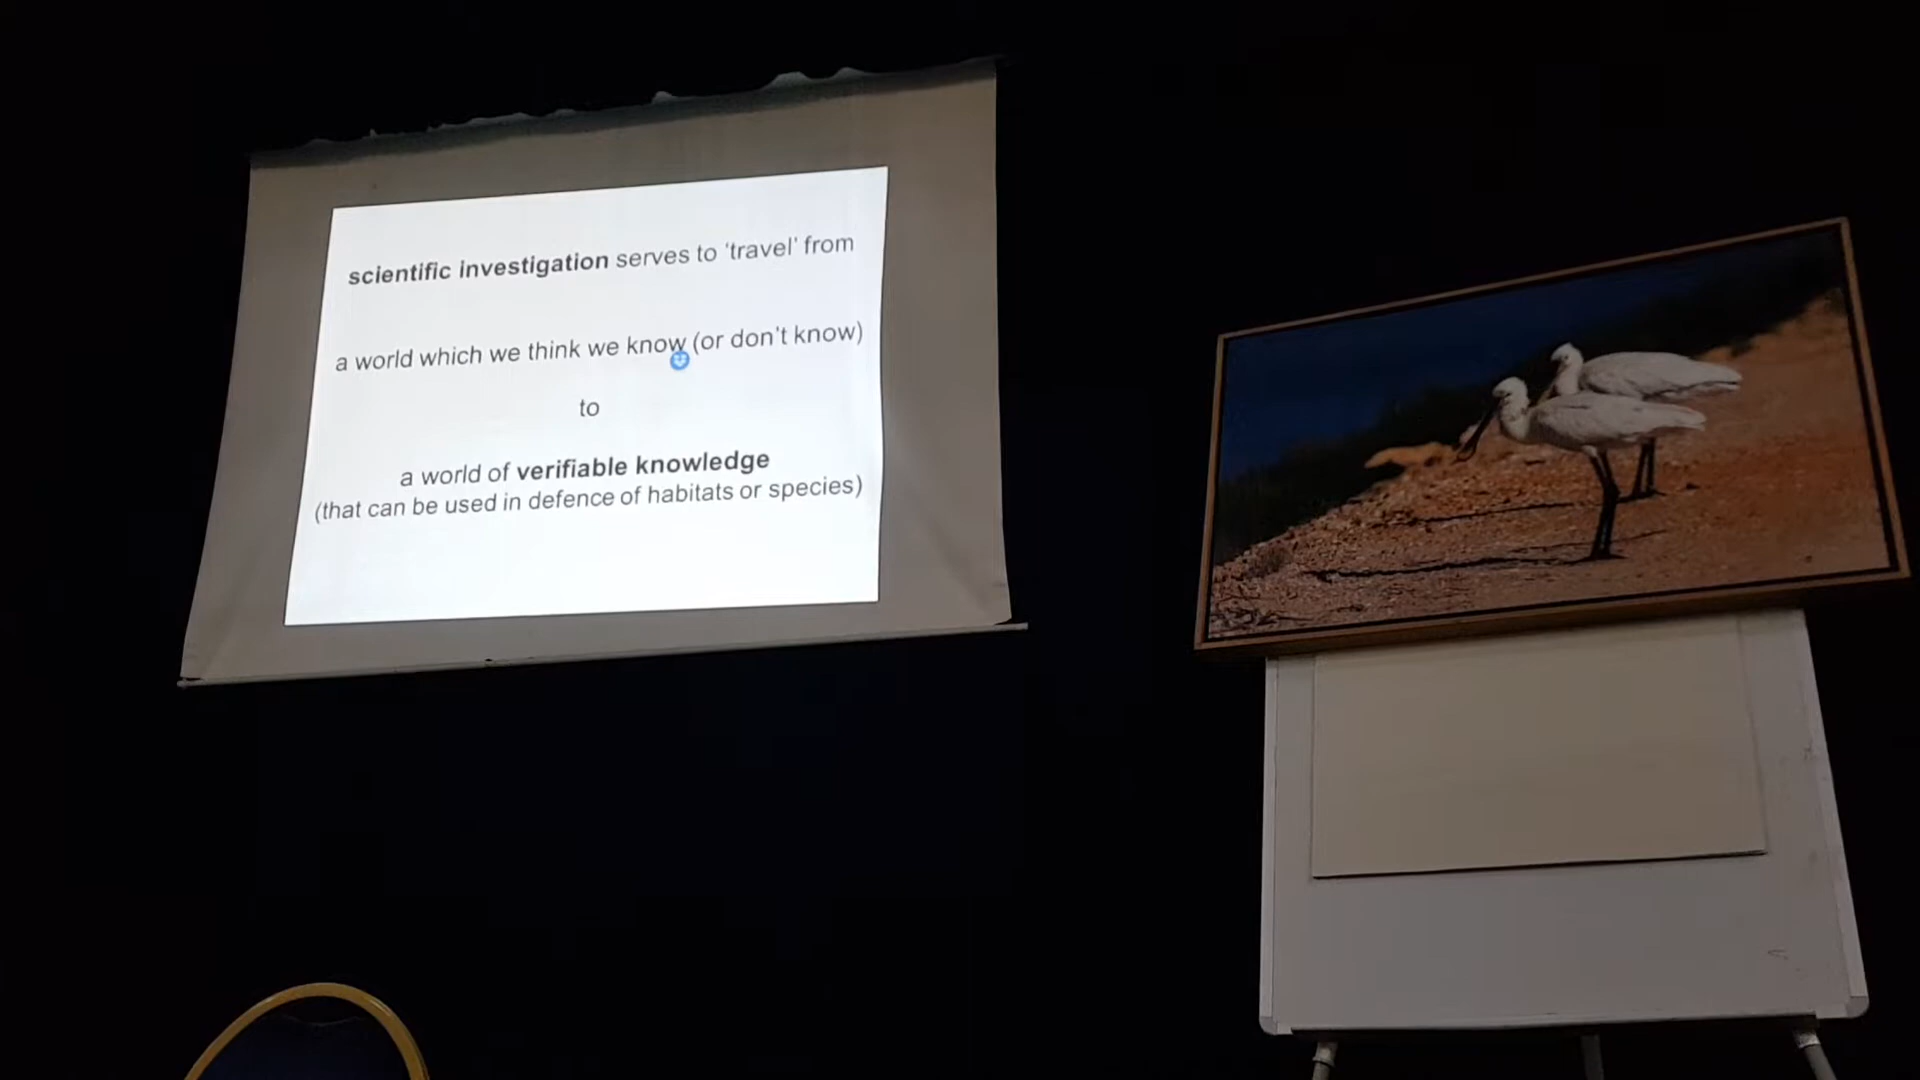 scientific investigation serves to ‘travel’ from
a world which we think we know (or don’t know)
to
a world of verifiable knowledge
(that can be used in defence of habitats or species)